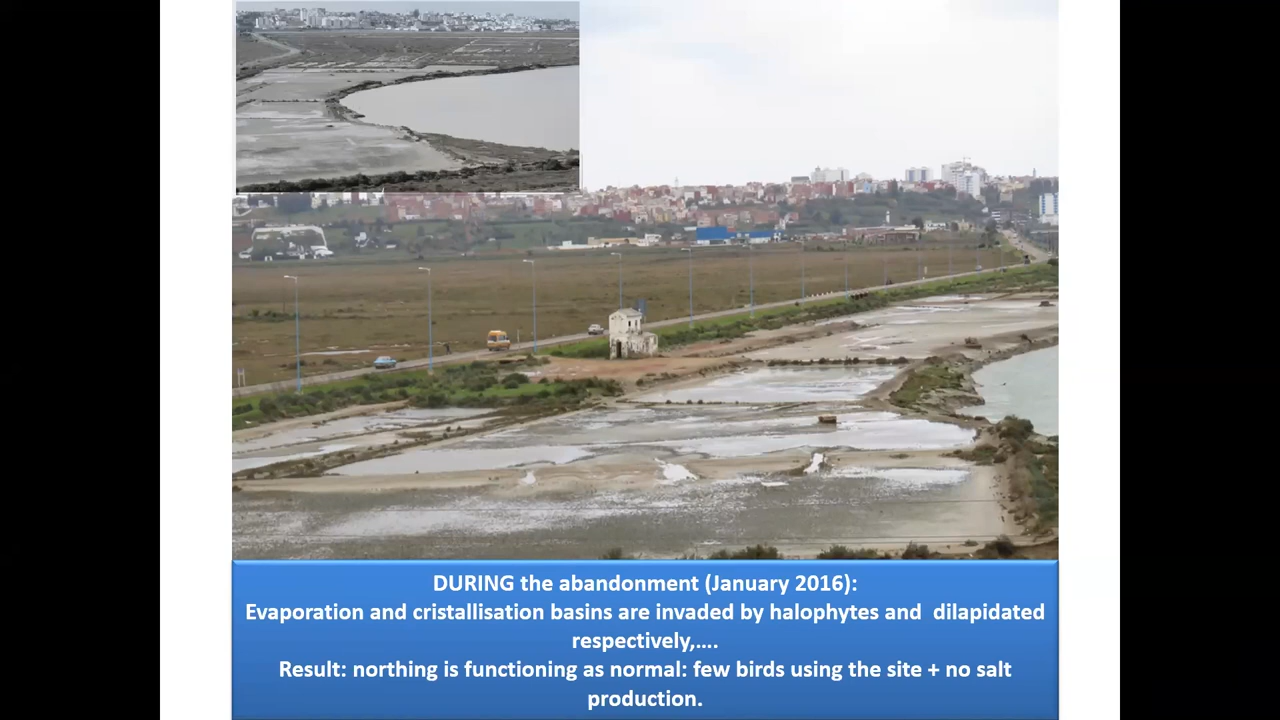 DURING the abandonment (January 2016):
Evaporation and cristallisation basins are invaded by halophytes and  dilapidated
respectively,....
Result: northing is functioning as normal: few birds using the site + no salt
production.